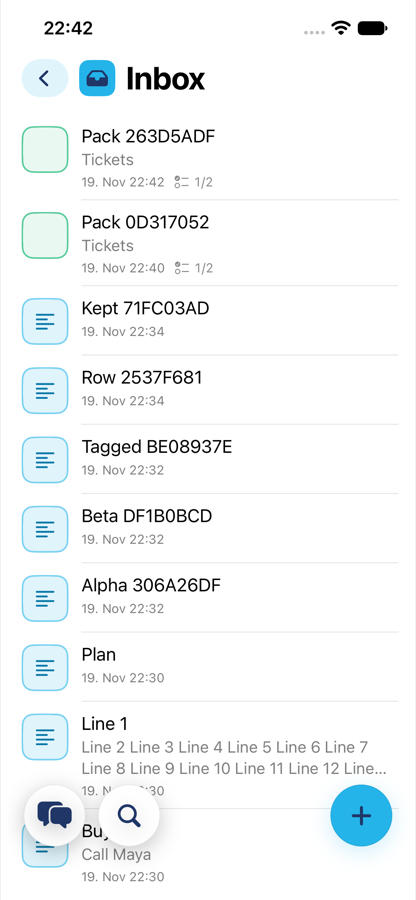 22:42
Inbox
Pack 263D5ADF
Tickets
19. Nov 22:42 1/2
Pack 0D317052
Tickets
19. Nov 22:40 1/2
Kept 71FC03AD
19. Nov 22:34
Row 2537F681
19. Nov 22:34
Tagged BE08937E
19. Nov 22:32
Beta DF1B0BCD
19. Nov 22:32
Alpha 306A26DF
19. Nov 22:32
Plan
19. Nov 22:30
Line 1
Line 2 Line 3 Line 4 Line 5 Line 6 Line 7
Line 8 Line 9 Line 10 Line 11 Line 12 Line...
19.
Call Maya
19. Nov 22:30